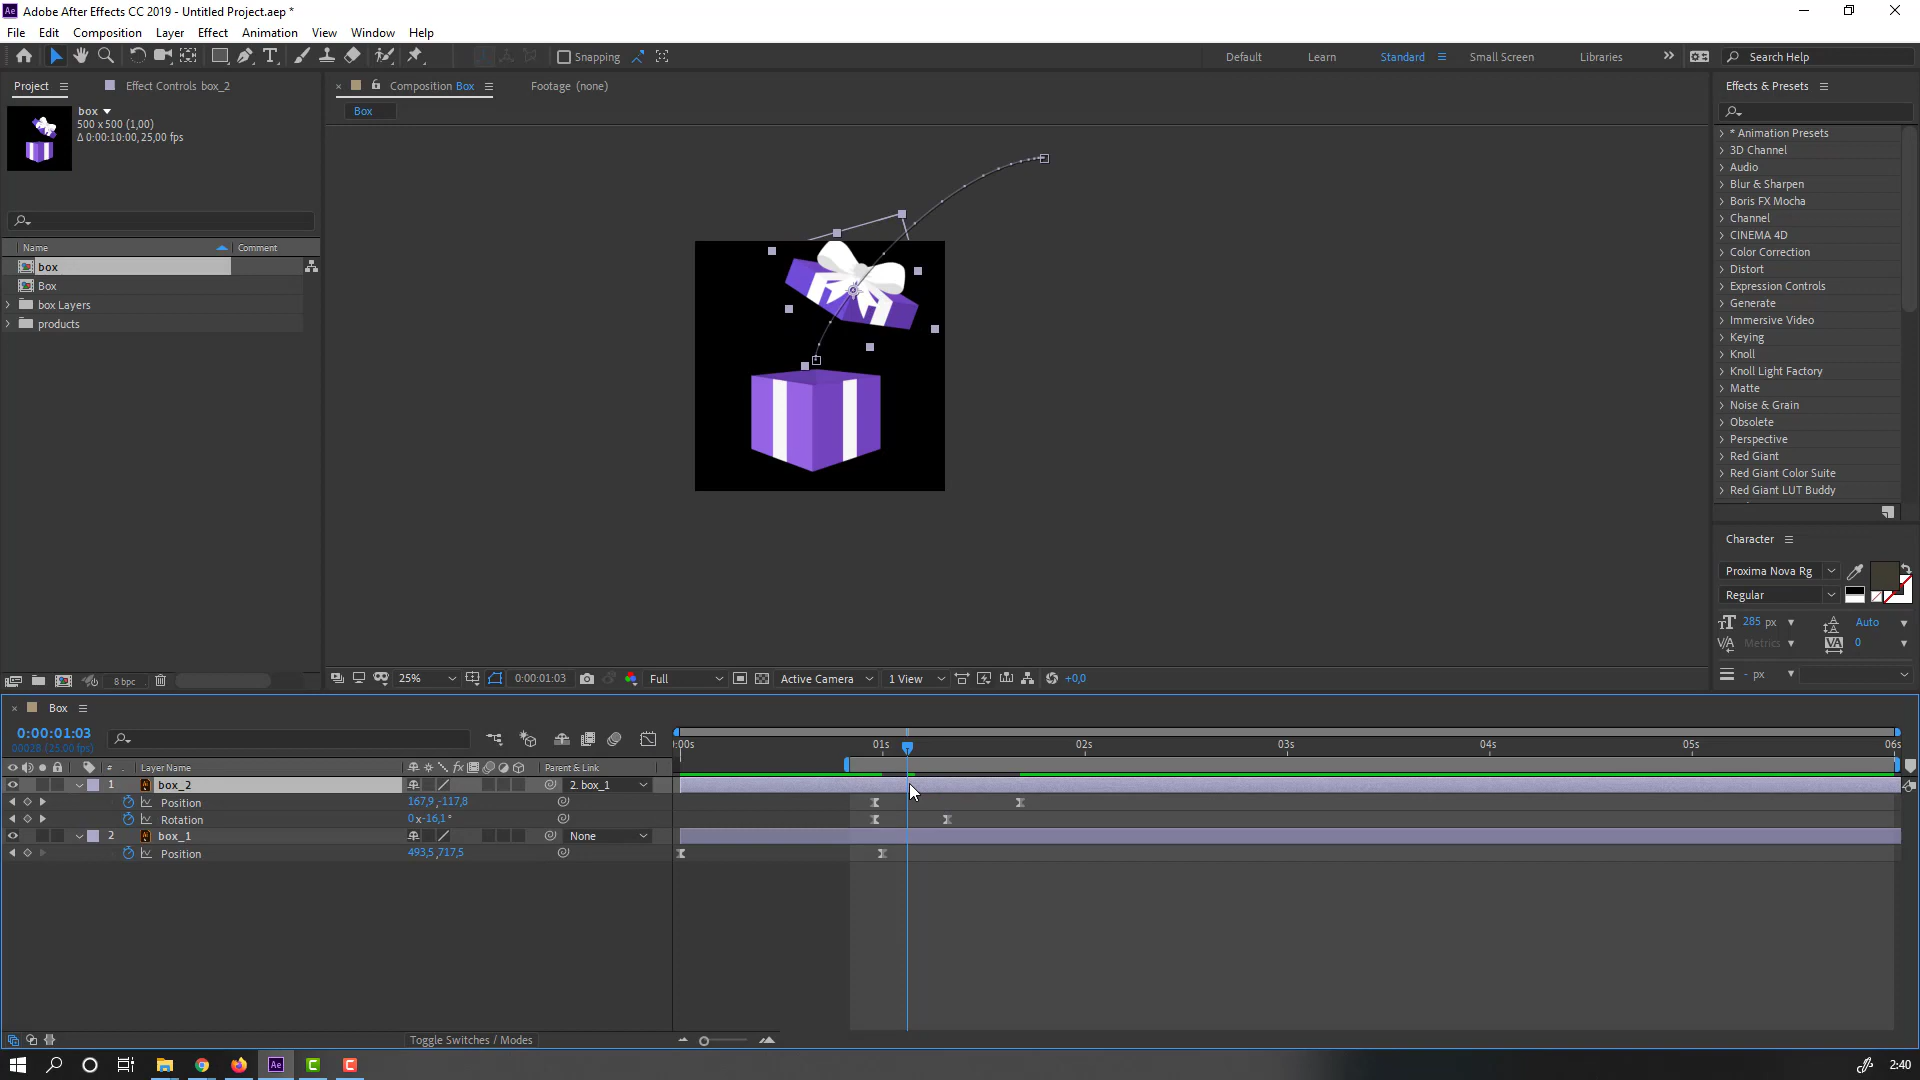 Ae Adobe After Effects CC 2019 - Untitled Project.aep *
File Edit Composition Layer Effect Animation View Window Help
Snapping
Default Learn Standard Small Screen Libraries Search Help
Project Effect Controls box_2
box
500 x 500 (1,00)
Δ 0:00:10:00, 25,00 fps
Name Comment
box
Box
box Layers
products
8 bpc
Composition Box Footage (none)
Box
25% 0:00:01:03 Full Active Camera 1 View +0,0
Effects & Presets
* Animation Presets
3D Channel
Audio
Blur & Sharpen
Boris FX Mocha
Channel
CINEMA 4D
Color Correction
Distort
Expression Controls
Generate
Immersive Video
Keying
Knoll
Knoll Light Factory
Matte
Noise & Grain
Obsolete
Perspective
Red Giant
Red Giant Color Suite
Red Giant LUT Buddy
Character
Proxima Nova Rg
Regular
285 px Auto
Metrics 0
- px
Box
0:00:01:03
00028 (25.00 fps)
:00s 01s 02s 03s 04s 05s 06s
# Layer Name Parent & Link
1 box_2 2. box_1
Position 167,9,-117,8
Rotation 0x-16,1°
2 box_1 None
Position 493,5,717,5
Toggle Switches / Modes
Ae
2:40